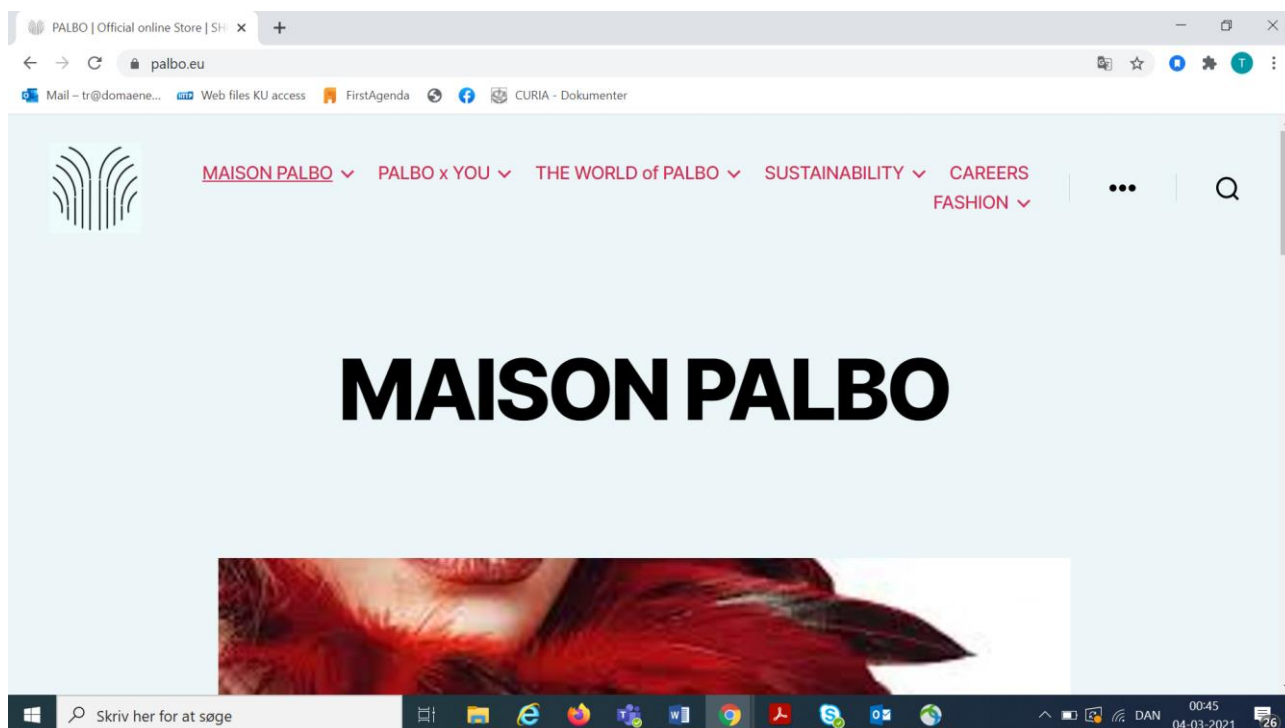 PALBO | Official online Store | SH
palbo.eu
Mail – tr@domaene... Web files KU access FirstAgenda CURIA - Dokumenter
MAISON PALBO PALBO x YOU THE WORLD of PALBO SUSTAINABILITY CAREERS
FASHION
MAISON PALBO
Skriv her for at søge
DAN
00:45
04-03-2021
26